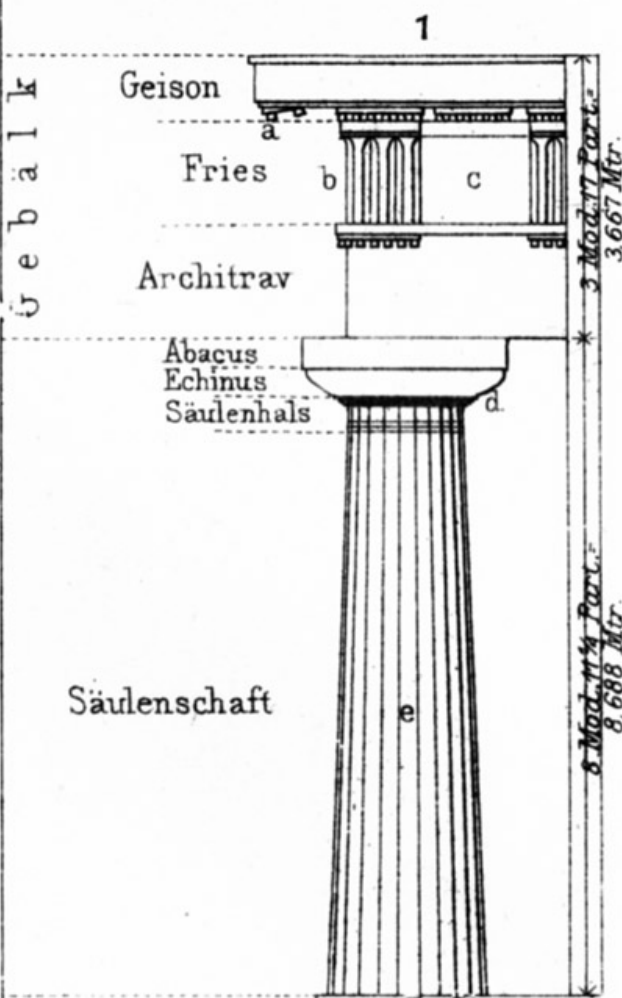 1
Gebälk
Geison
a
Fries
b
c
Architrav
3 Mod. 17 Part.=
3.667 Mtr.
Abacus
Echinus
Säulenhals
d
Säulenschaft
e
8 Mod. 11¾ Part.=
8.688 Mtr.